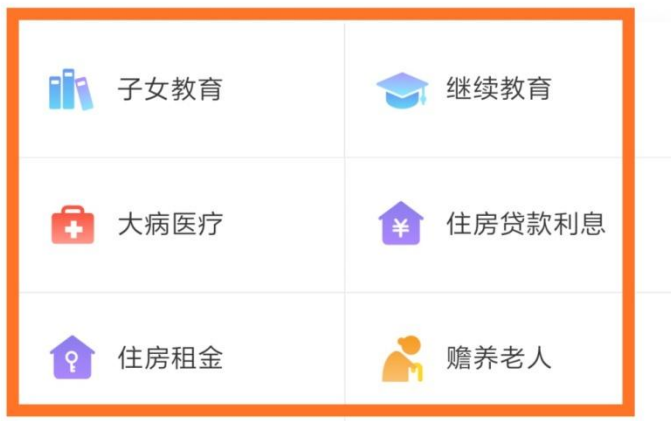 子女教育
继续教育
大病医疗
住房贷款利息
住房租金
赡养老人